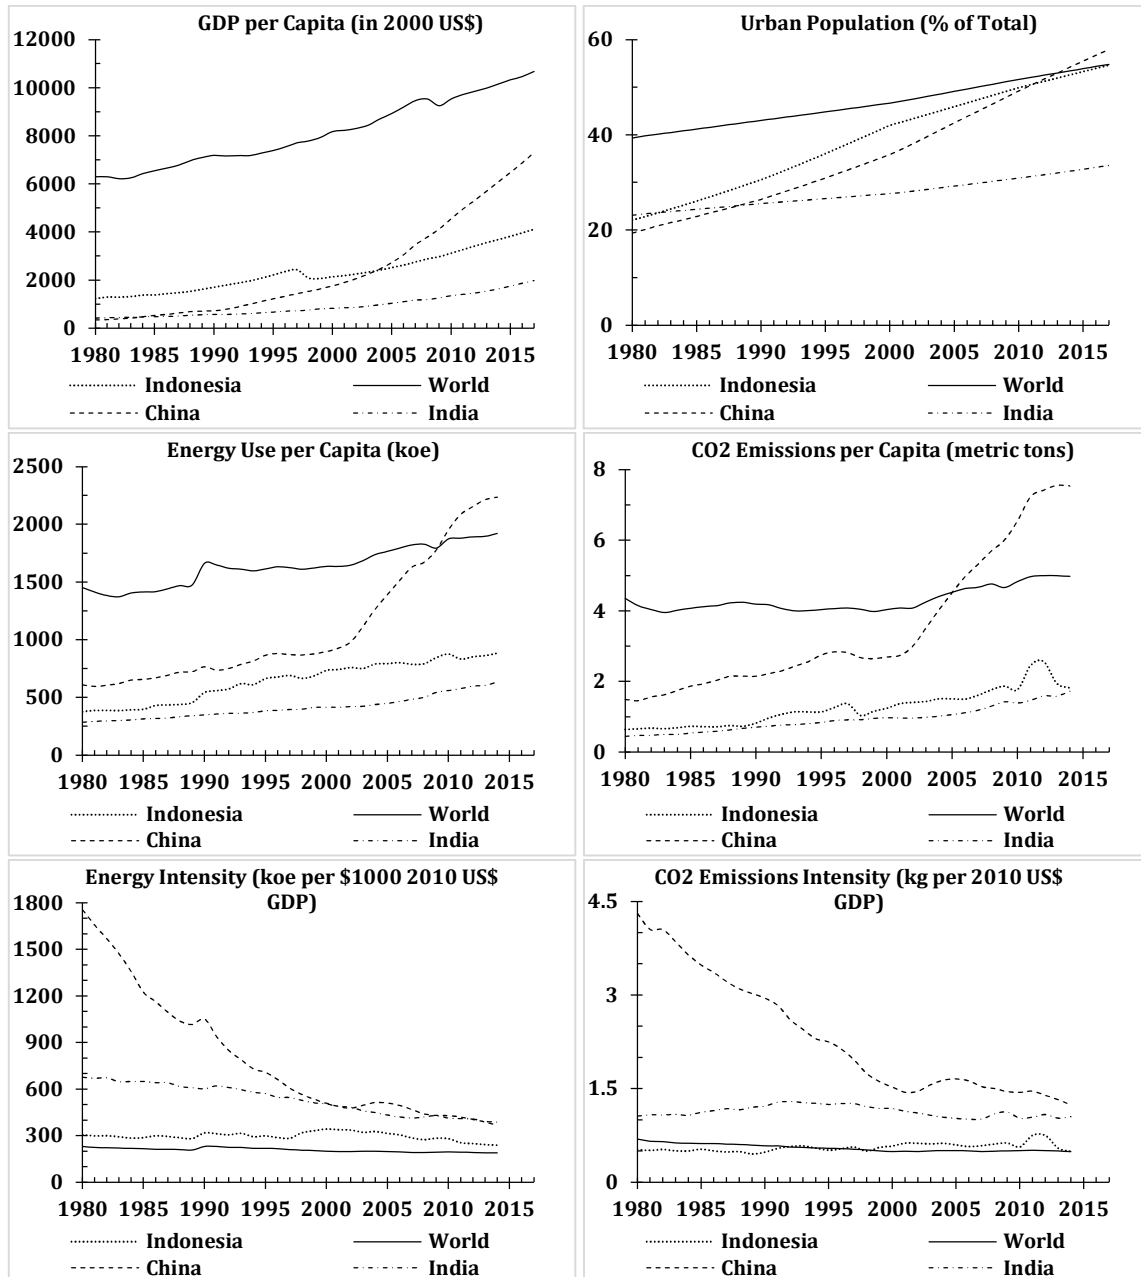 GDP per Capita (in 2000 US$)
12000
10000
8000
6000
4000
2000
0
1980 1985 1990 1995 2000 2005 2010 2015
Indonesia World
China India
Urban Population (% of Total)
60
40
20
0
1980 1985 1990 1995 2000 2005 2010 2015
Indonesia World
China India
Energy Use per Capita (koe)
2500
2000
1500
1000
500
0
1980 1985 1990 1995 2000 2005 2010 2015
Indonesia World
China India
CO2 Emissions per Capita (metric tons)
8
6
4
2
0
1980 1985 1990 1995 2000 2005 2010 2015
Indonesia World
China India
Energy Intensity (koe per $1000 2010 US$
GDP)
1800
1500
1200
900
600
300
0
1980 1985 1990 1995 2000 2005 2010 2015
Indonesia World
China India
CO2 Emissions Intensity (kg per 2010 US$
GDP)
4.5
3
1.5
0
1980 1985 1990 1995 2000 2005 2010 2015
Indonesia World
China India